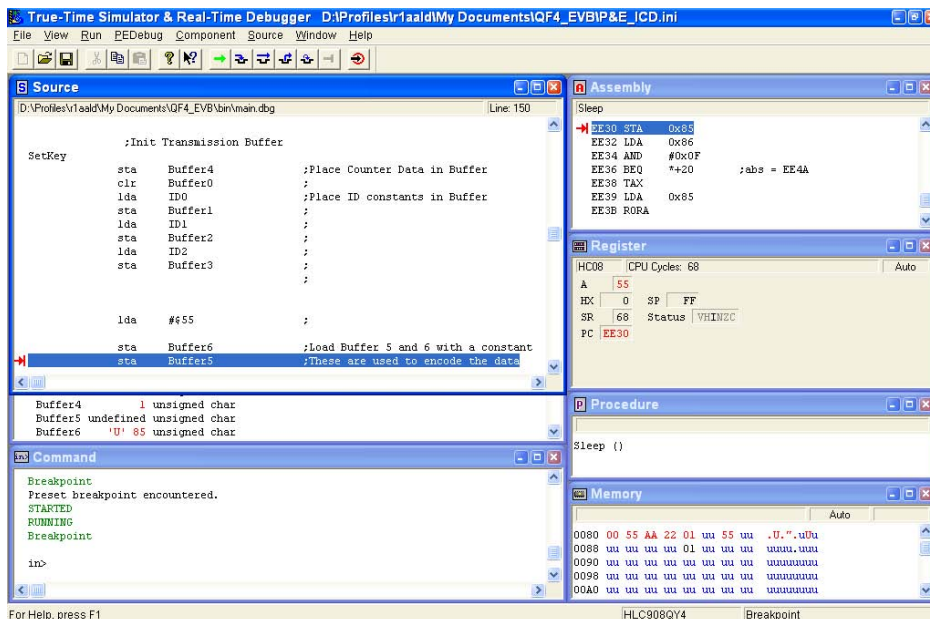 True-Time Simulator & Real-Time Debugger D:\Profiles\r1aald\My Documents\QF4_EVB\P&E_ICD.ini
File View Run PEDebug Component Source Window Help
Source
D:\Profiles\r1aald\My Documents\QF4_EVB\bin\main.dbg Line: 150
;Init Transmission Buffer
SetKey
sta Buffer4 ;Place Counter Data in Buffer
clr Buffer0 ;
lda ID0 ;Place ID constants in Buffer
sta Buffer1 ;
lda ID1 ;
sta Buffer2 ;
lda ID2 ;
sta Buffer3 ;
;
lda #$55 ;
sta Buffer6 ;Load Buffer 5 and 6 with a constant
sta Buffer5 ;These are used to encode the data
Buffer4 1 unsigned char
Buffer5 undefined unsigned char
Buffer6 'U' 85 unsigned char
Command
Breakpoint
Preset breakpoint encountered.
STARTED
RUNNING
Breakpoint
in>
Assembly
Sleep
EE30 STA 0x85
EE32 LDA 0x86
EE34 AND #0x0F
EE36 BEQ *+20 ;abs = EE4A
EE38 TAX
EE39 LDA 0x85
EE3B RORA
Register
HC08 CPU Cycles: 68 Auto
A 55
HX 0 SP FF
SR 68 Status VHINZC
PC EE30
Procedure
Sleep ()
Memory
Auto
0080 00 55 AA 22 01 uu 55 uu .U.".uUu
0088 uu uu uu uu 01 uu uu uu uuuu.uuu
0090 uu uu uu uu uu uu uu uu uuuuuuuu
0098 uu uu uu uu uu uu uu uu uuuuuuuu
00A0 uu uu uu uu uu uu uu uu uuuuuuuu
For Help, press F1 HLC908QY4 Breakpoint